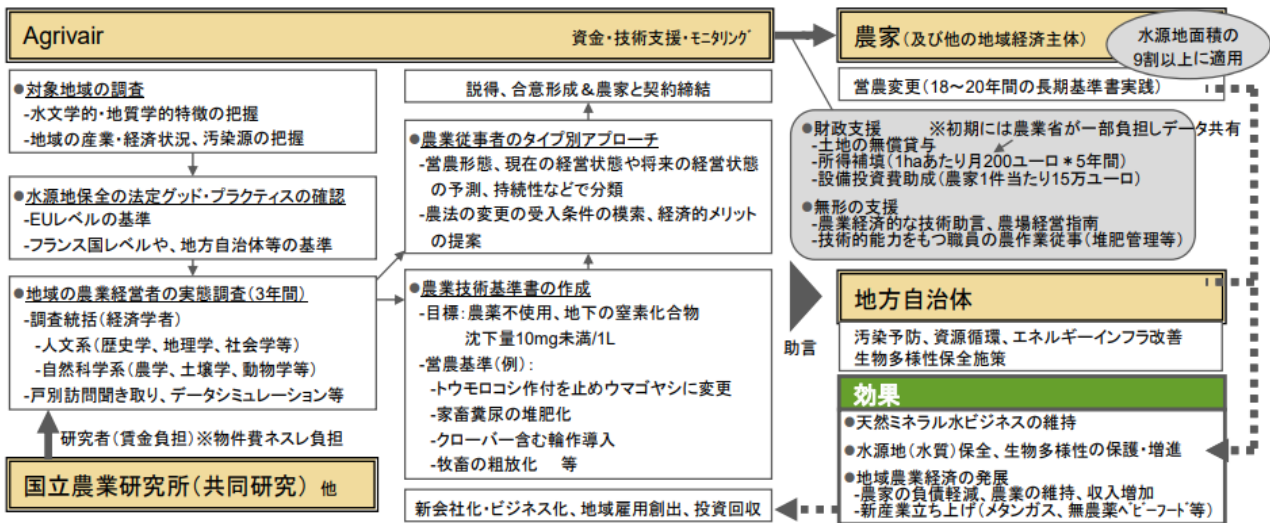 Agrivair
資金・技術支援・モニタリング
●対象地域の調査
-水文学的・地質学的特徴の把握
-地域の産業・経済状況、汚染源の把握
●水源地保全の法定グッド・プラクティスの確認
-EUレベルの基準
-フランス国レベルや、地方自治体等の基準
●地域の農業経営者の実態調査(3年間)
-調査統括(経済学者)
-人文系(歴史学、地理学、社会学等)
-自然科学系(農学、土壌学、動物学等)
-戸別訪問聞き取り、データシミュレーション等
研究者(賃金負担)※物件費ネスレ負担
国立農業研究所(共同研究) 他
説得、合意形成&農家と契約締結
●農業従事者のタイプ別アプローチ
-営農形態、現在の経営状態や将来の経営状態
の予測、持続性などで分類
-農法の変更の受入条件の模索、経済的メリット
の提案
●農業技術基準書の作成
-目標:農薬不使用、地下の窒素化合物
沈下量10mg未満/1L
-営農基準(例):
-トウモロコシ作付を止めウマゴヤシに変更
-家畜糞尿の堆肥化
-クローバー含む輪作導入
-牧畜の粗放化 等
新会社化・ビジネス化、地域雇用創出、投資回収
農家(及び他の地域経済主体)
水源地面積の
9割以上に適用
営農変更(18~20年間の長期基準書実践)
●財政支援 ※初期には農業省が一部負担しデータ共有
-土地の無償貸与
-所得補填(1haあたり月200ユーロ*5年間)
-設備投資費助成(農家1件当たり15万ユーロ)
●無形の支援
-農業経済的な技術助言、農場経営指南
-技術的能力をもつ職員の農作業従事(堆肥管理等)
助言
地方自治体
汚染予防、資源循環、エネルギーインフラ改善
生物多様性保全施策
効果
●天然ミネラル水ビジネスの維持
●水源地(水質)保全、生物多様性の保護・増進
●地域農業経済の発展
-農家の負債軽減、農業の維持、収入増加
-新産業立ち上げ(メタンガス、無農薬ベビーフード等)